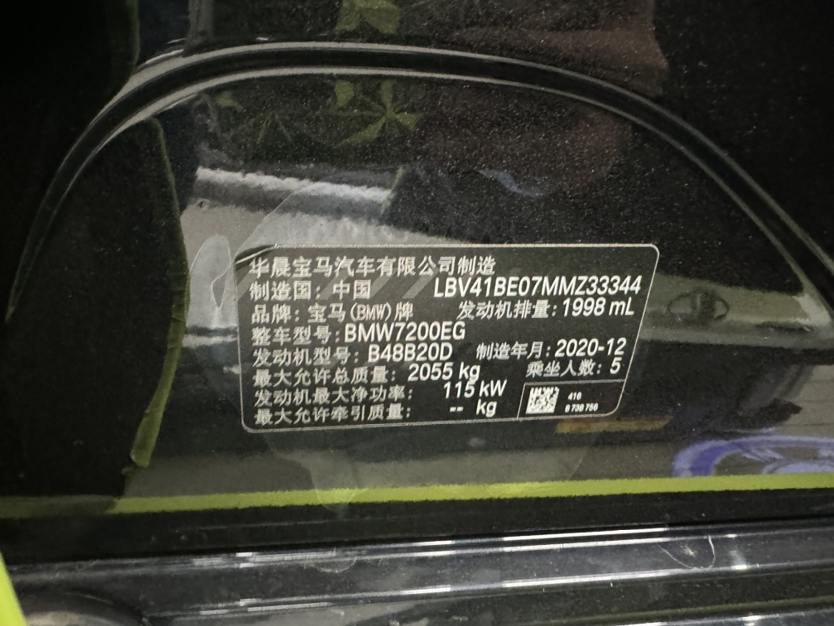 华晨宝马汽车有限公司制造
制造国：中国 LBV41BE07MMZ33344
品牌：宝马(BMW)牌 发动机排量：1998 mL
整车型号：BMW7200EG
发动机型号：B48B20D 制造年月：2020-12
最大允许总质量：2055 kg 乘坐人数：5
发动机最大净功率：115 kW
最大允许牵引质量：-- kg
416
8 738 756